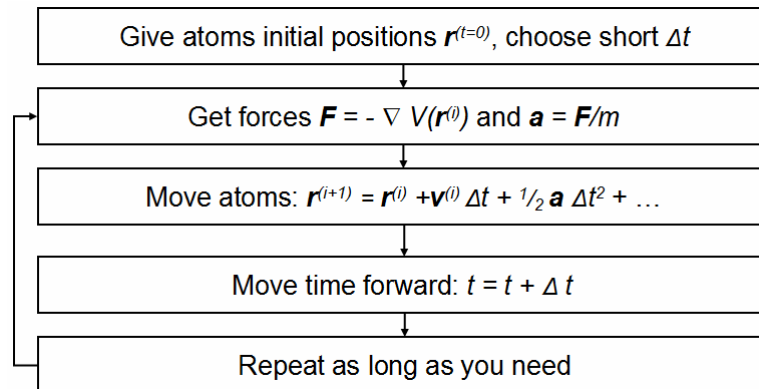 Give atoms initial positions r⁽ᵗ⁼⁰⁾, choose short Δt
Get forces F = - ∇ V(r⁽ⁱ⁾) and a = F/m
Move atoms: r⁽ⁱ⁺¹⁾ = r⁽ⁱ⁾ +v⁽ⁱ⁾ Δt + ¹/₂ a Δt² + …
Move time forward: t = t + Δ t
Repeat as long as you need